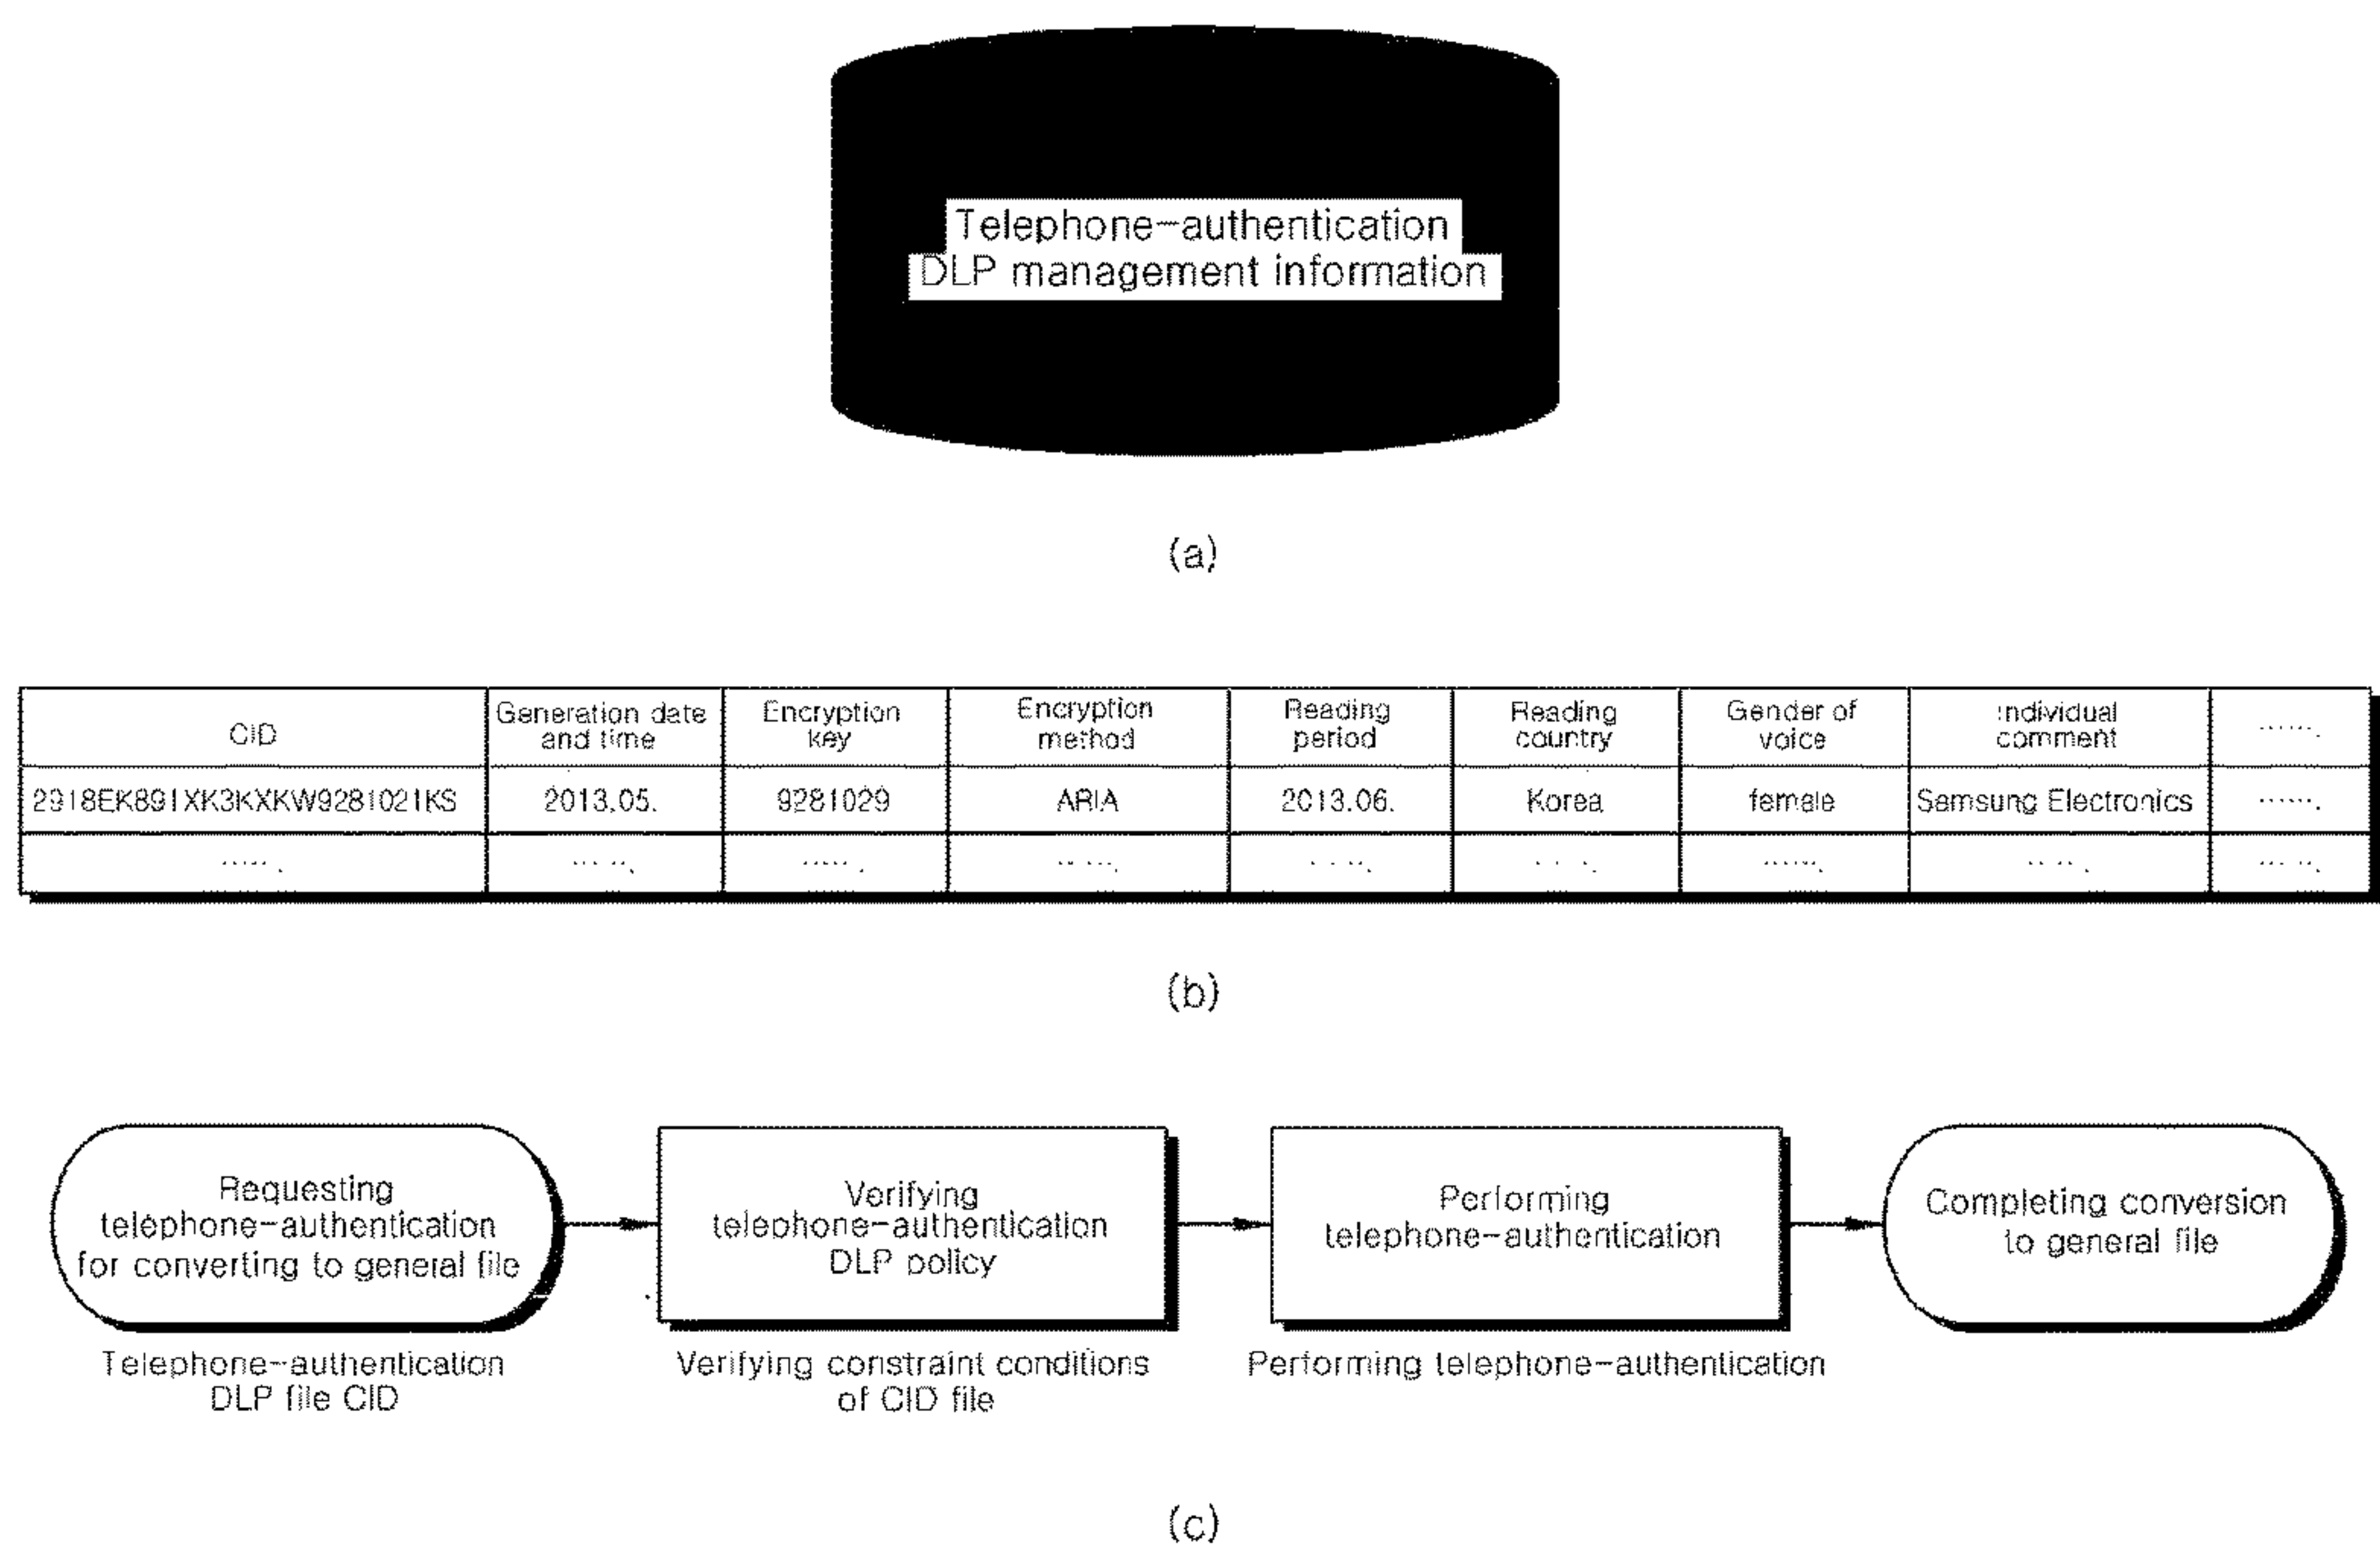 Telephone-authentication
DLP management information
(a)
CID
Generation date
and time
Encryption
key
Encryption
method
Reading
period
Reading
country
Gender of
voice
Individual
comment
......
2918EK891XK3KXKW9281021KS
2013.05.
9281029
ARIA
2013.06.
Korea
female
Samsung Electronics
......
(b)
Requesting
telephone-authentication
for converting to general file
Verifying
telephone-authentication
DLP policy
Performing
telephone-authentication
Completing conversion
to general file
Telephone-authentication
DLP file CID
Verifying constraint conditions
of CID file
Performing telephone-authentication
(c)